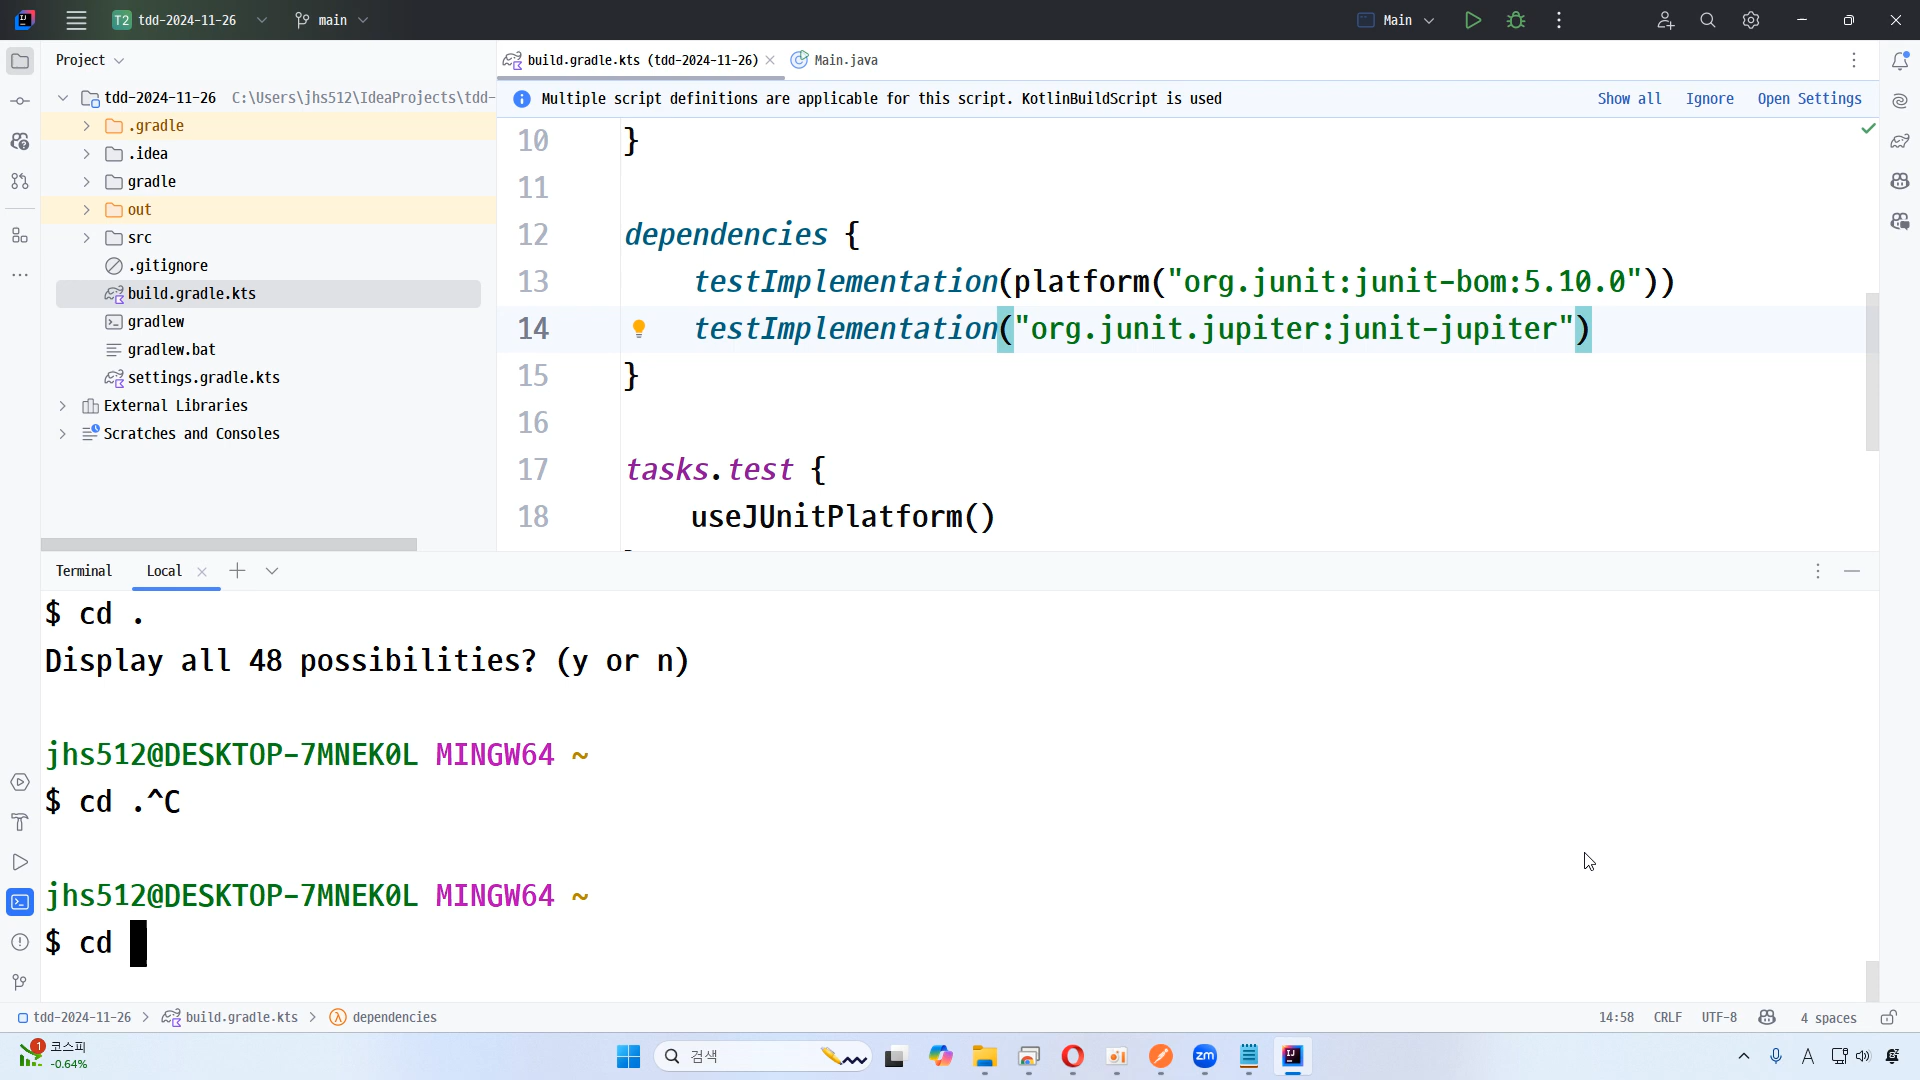 T2 tdd-2024-11-26 main Main
Project
build.gradle.kts (tdd-2024-11-26) Main.java
tdd-2024-11-26 C:\Users\jhs512\IdeaProjects\tdd-
.gradle
.idea
gradle
out
src
.gitignore
build.gradle.kts
gradlew
gradlew.bat
settings.gradle.kts
External Libraries
Scratches and Consoles
Multiple script definitions are applicable for this script. KotlinBuildScript is used Show all Ignore Open Settings
10 }
11
12 dependencies {
13 testImplementation(platform("org.junit:junit-bom:5.10.0"))
14 testImplementation("org.junit.jupiter:junit-jupiter")
15 }
16
17 tasks.test {
18 useJUnitPlatform()
Terminal Local
$ cd .
Display all 48 possibilities? (y or n)
jhs512@DESKTOP-7MNEK0L MINGW64 ~
$ cd .^C
jhs512@DESKTOP-7MNEK0L MINGW64 ~
$ cd
tdd-2024-11-26 build.gradle.kts dependencies 14:58 CRLF UTF-8 4 spaces
1 코스피
-0.64%
검색
zm
A